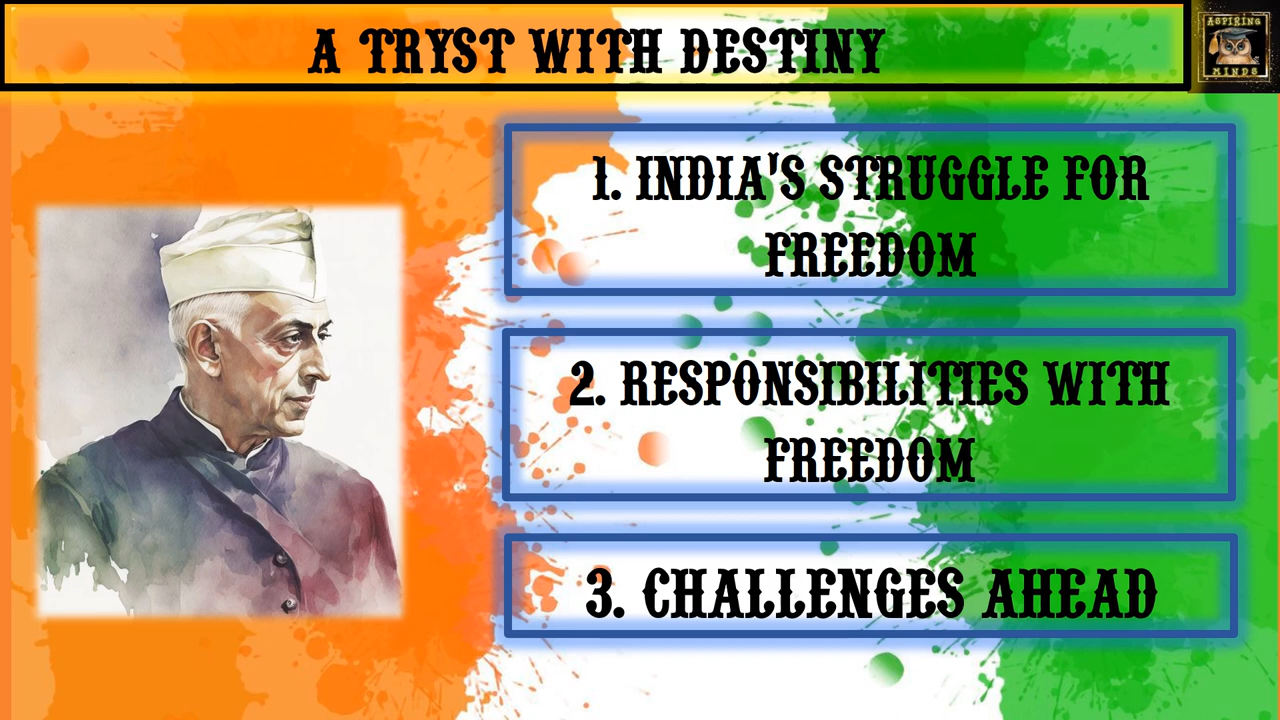 A TRYST WITH DESTINY
ASPIRING
MINDS
1. INDIA'S STRUGGLE FOR
FREEDOM
2. RESPONSIBILITIES WITH
FREEDOM
3. CHALLENGES AHEAD